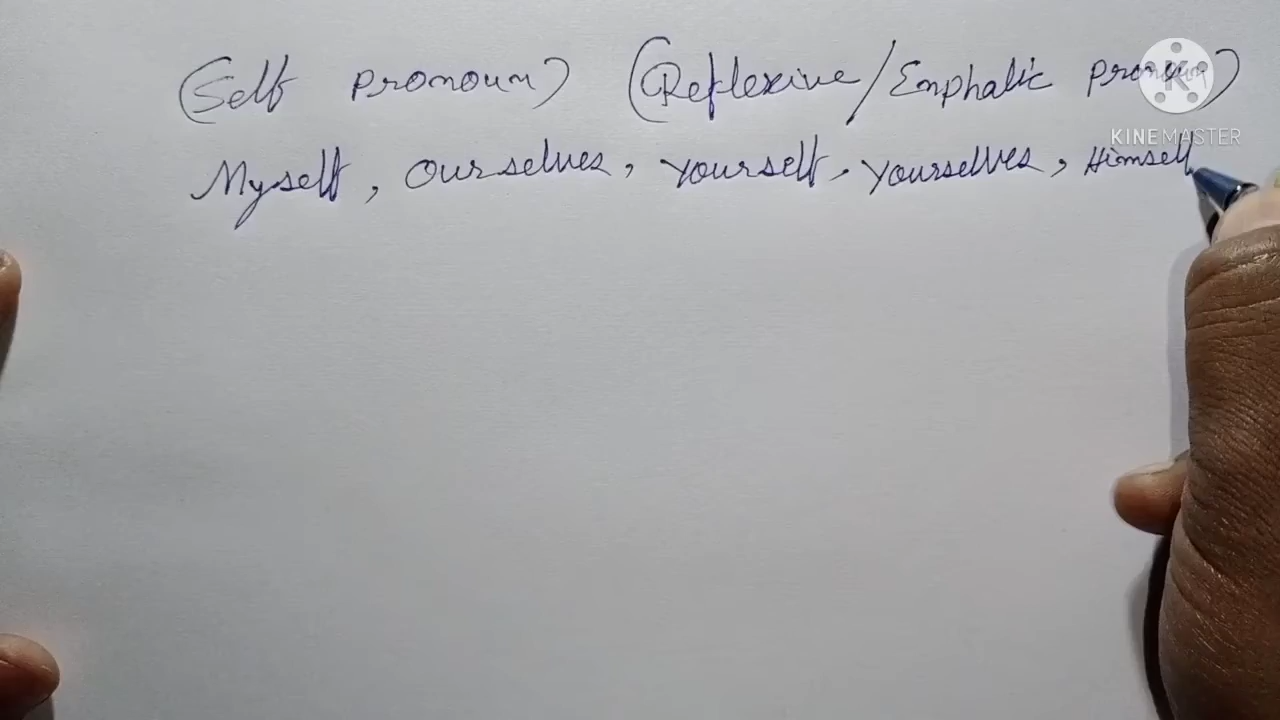 (Self Pronoun) (Reflexive/Emphatic Pronoun)
KINEMASTER
Myself, Ourselves, Yourself, Yourselves, Himself